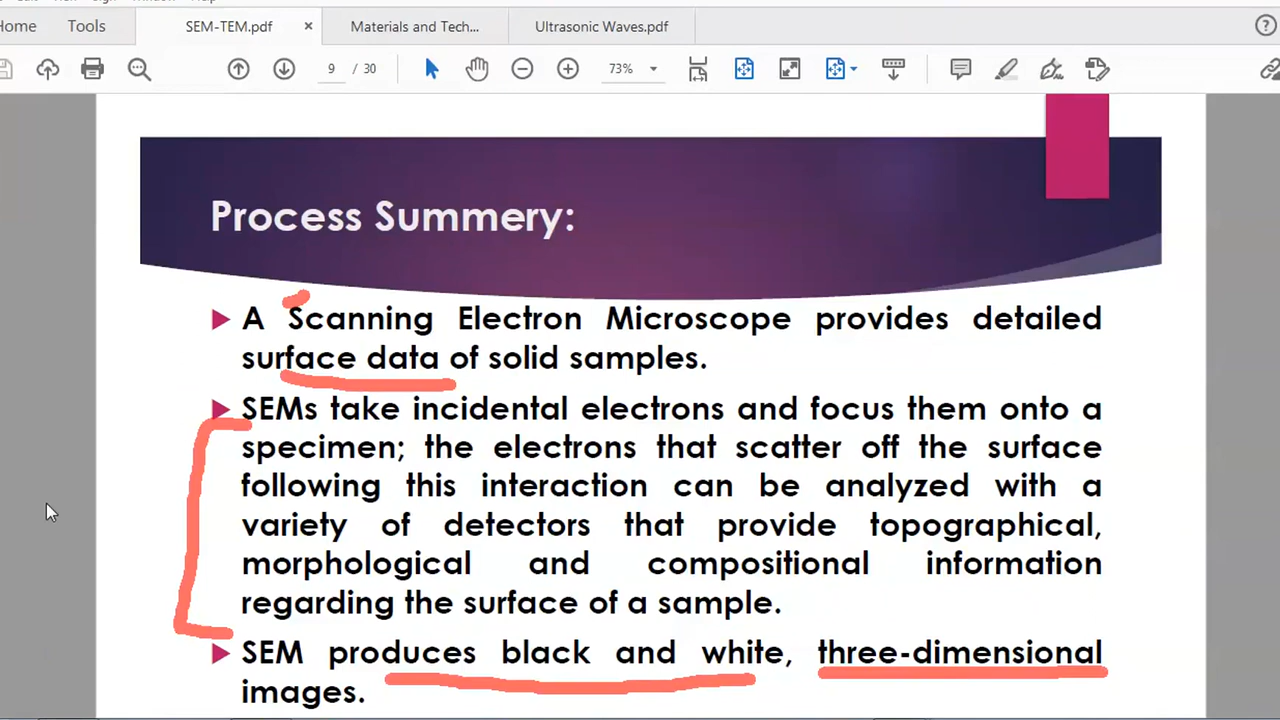 Home Tools SEM-TEM.pdf × Materials and Tech... Ultrasonic Waves.pdf
9 / 30 73%
Process Summery:
A Scanning Electron Microscope provides detailed
surface data of solid samples.
SEMs take incidental electrons and focus them onto a
specimen; the electrons that scatter off the surface
following this interaction can be analyzed with a
variety of detectors that provide topographical,
morphological and compositional information
regarding the surface of a sample.
SEM produces black and white, three-dimensional
images.